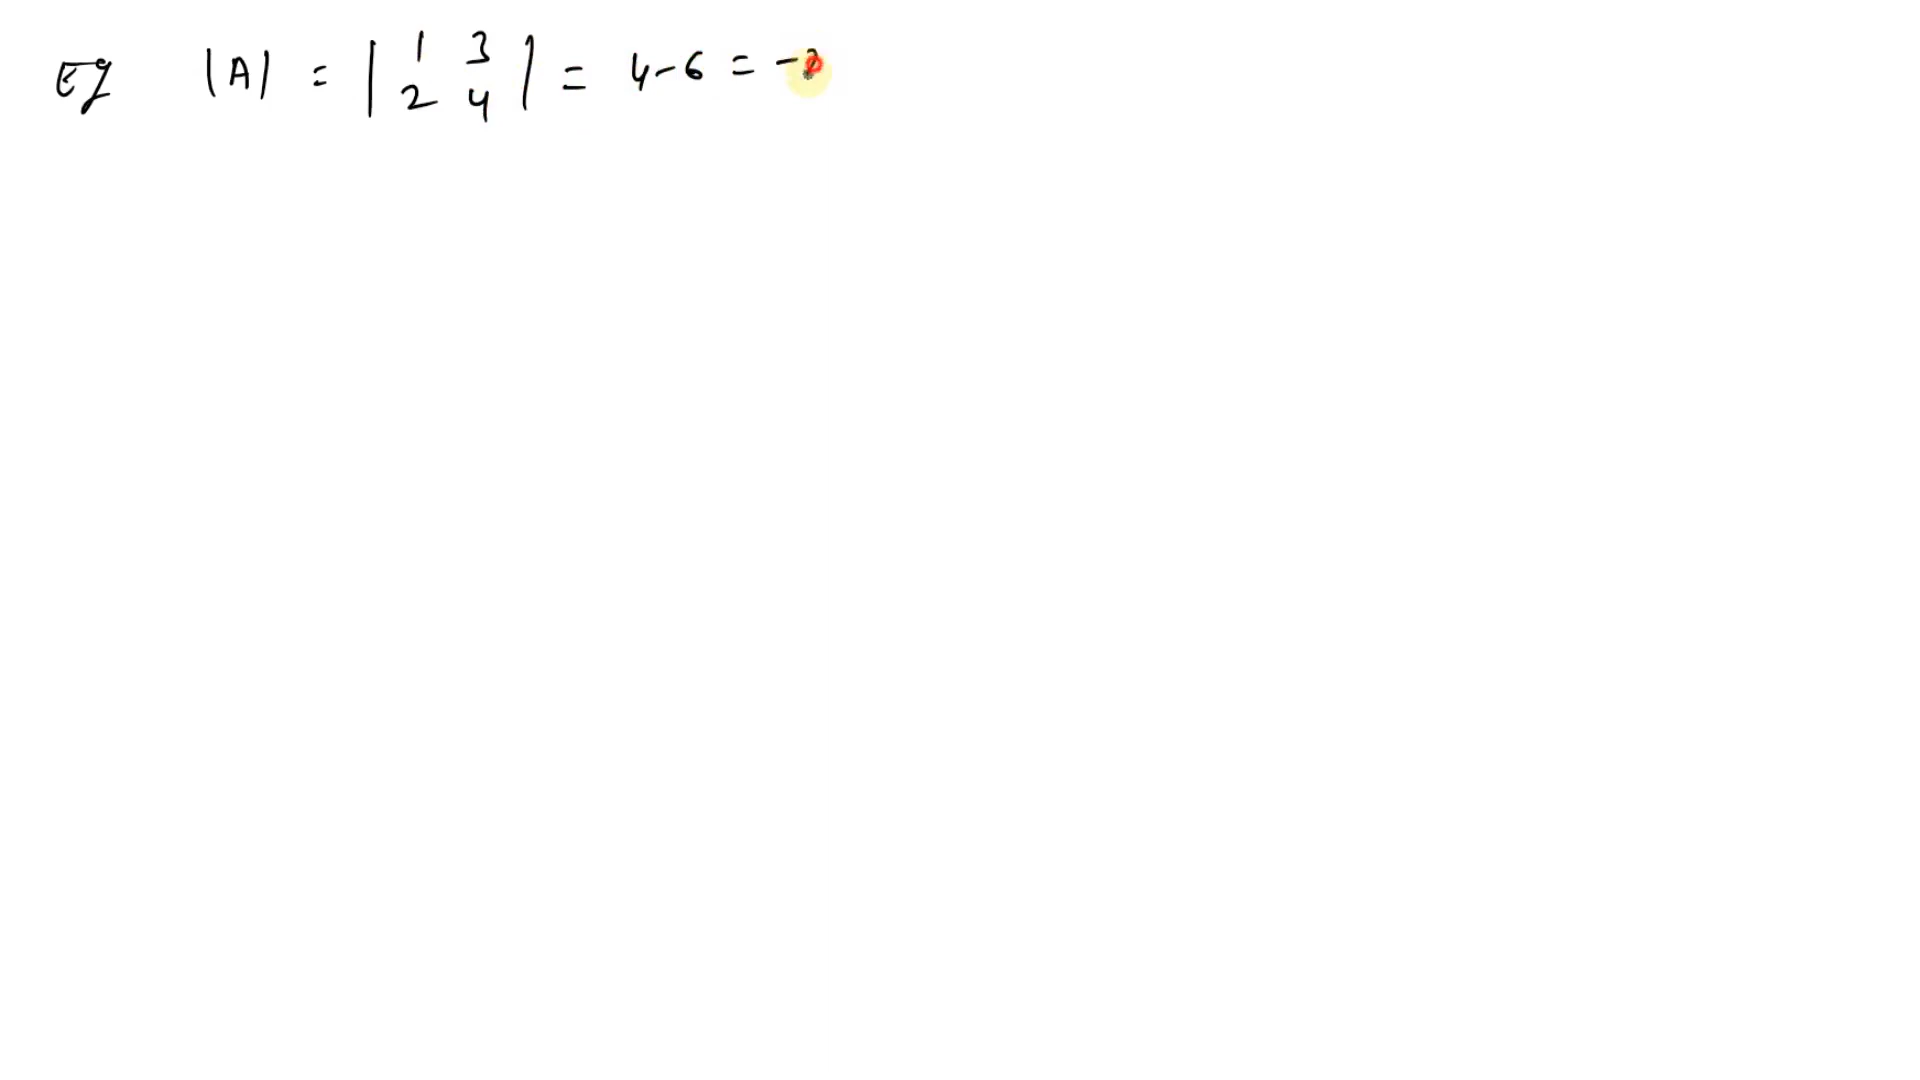 Eg |A| = | 1 3 | = 4-6 = -2
2 4